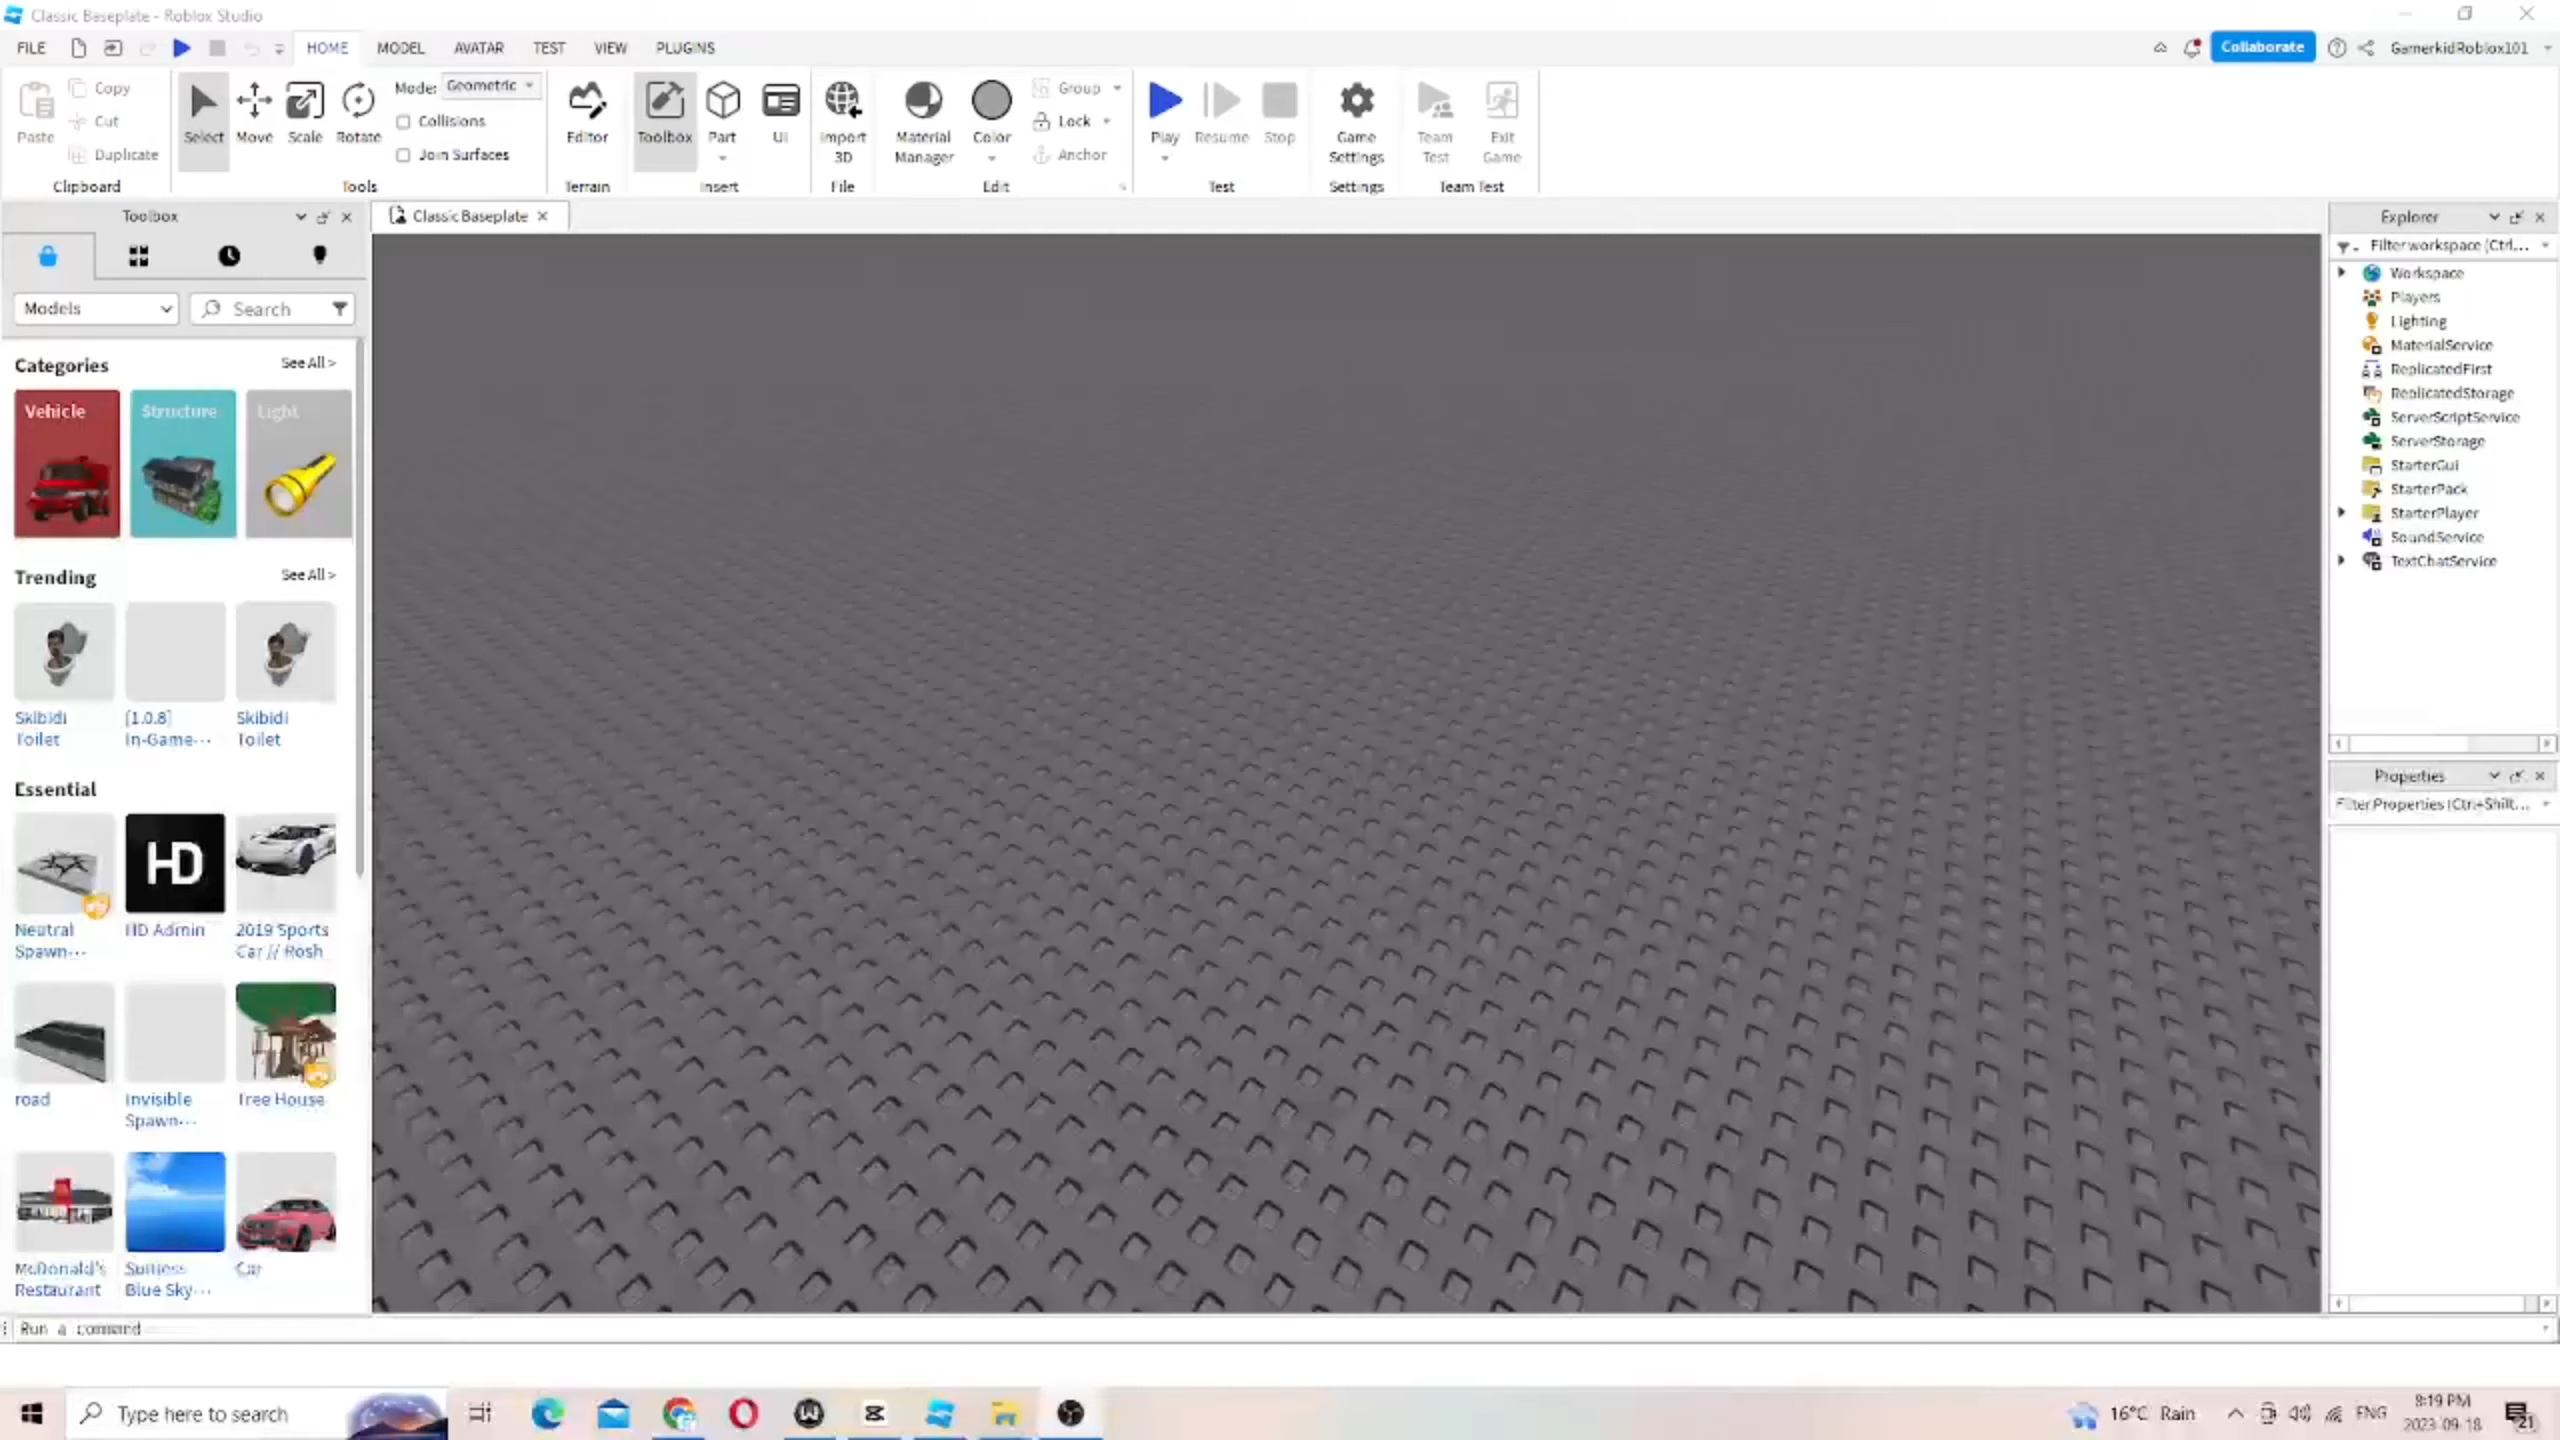 Classic Baseplate - Roblox Studio
FILE HOME MODEL AVATAR TEST VIEW PLUGINS Collaborate GamerkidRoblox101
Paste Copy Cut Duplicate
Clipboard
Select Move Scale Rotate
Mode: Geometric
Collisions
Join Surfaces
Tools
Editor
Terrain
Toolbox Part UI
Insert
Import 3D
File
Material Manager Color Group Lock Anchor
Edit
Play Resume Stop
Test
Game Settings
Settings
Team Test Exit Game
Team Test
Toolbox
Models Search
Categories See All >
Vehicle Structure Light
Trending See All >
Skibidi Toilet
[1.0.8] In-Game...
Skibidi Toilet
Essential
HD
Neutral Spawn...
HD Admin
2019 Sports Car // Rosh
road
Invisible Spawn...
Tree House
McDonald's Restaurant
Sunless Blue Sky...
Car
Classic Baseplate
Explorer
Filter workspace (Ctrl...
Workspace
Players
Lighting
MaterialService
ReplicatedFirst
ReplicatedStorage
ServerScriptService
ServerStorage
StarterGui
StarterPack
StarterPlayer
SoundService
TextChatService
Properties
Filter Properties (Ctrl+Shift...
Run a command
Type here to search
16°C Rain
ENG
8:19 PM
2023-09-18
21